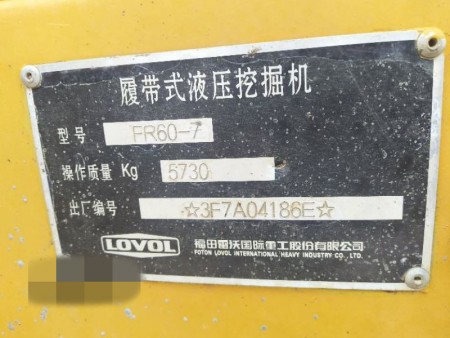 履带式液压挖掘机
型号 FR60-7
操作质量 Kg 5730
出厂编号 ☆3F7A04186E☆
LOVOL 福田雷沃国际重工股份有限公司
FOTON LOVOL INTERNATIONAL HEAVY INDUSTRY CO., LTD.